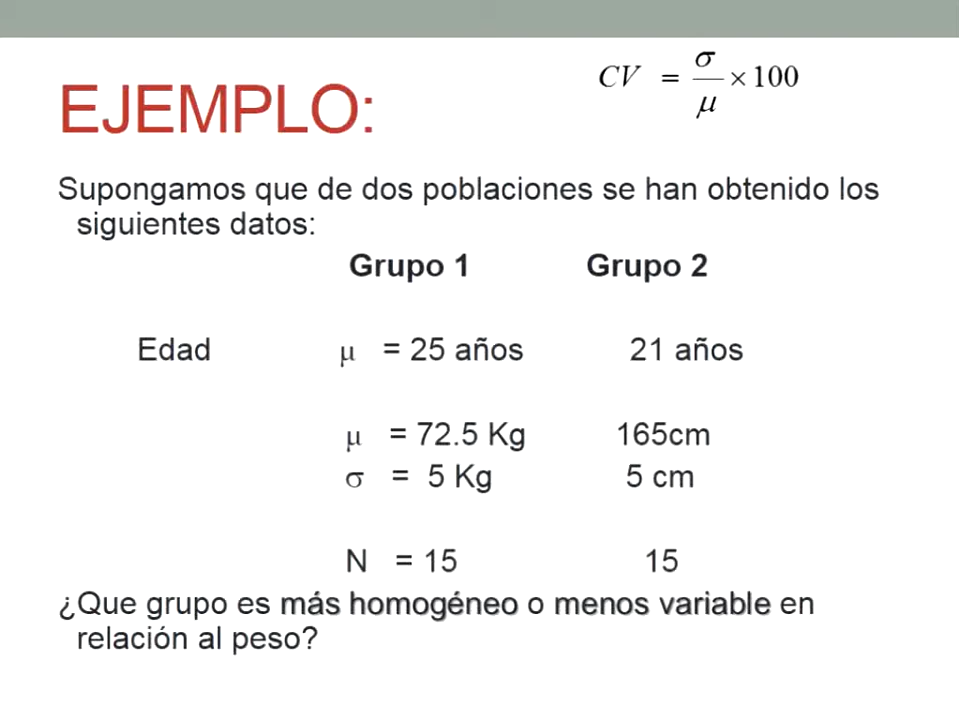 CV = σ/μ × 100
EJEMPLO:
Supongamos que de dos poblaciones se han obtenido los
siguientes datos:
Grupo 1 Grupo 2
Edad μ = 25 años 21 años
μ = 72.5 Kg 165cm
σ = 5 Kg 5 cm
N = 15 15
¿Que grupo es más homogéneo o menos variable en
relación al peso?